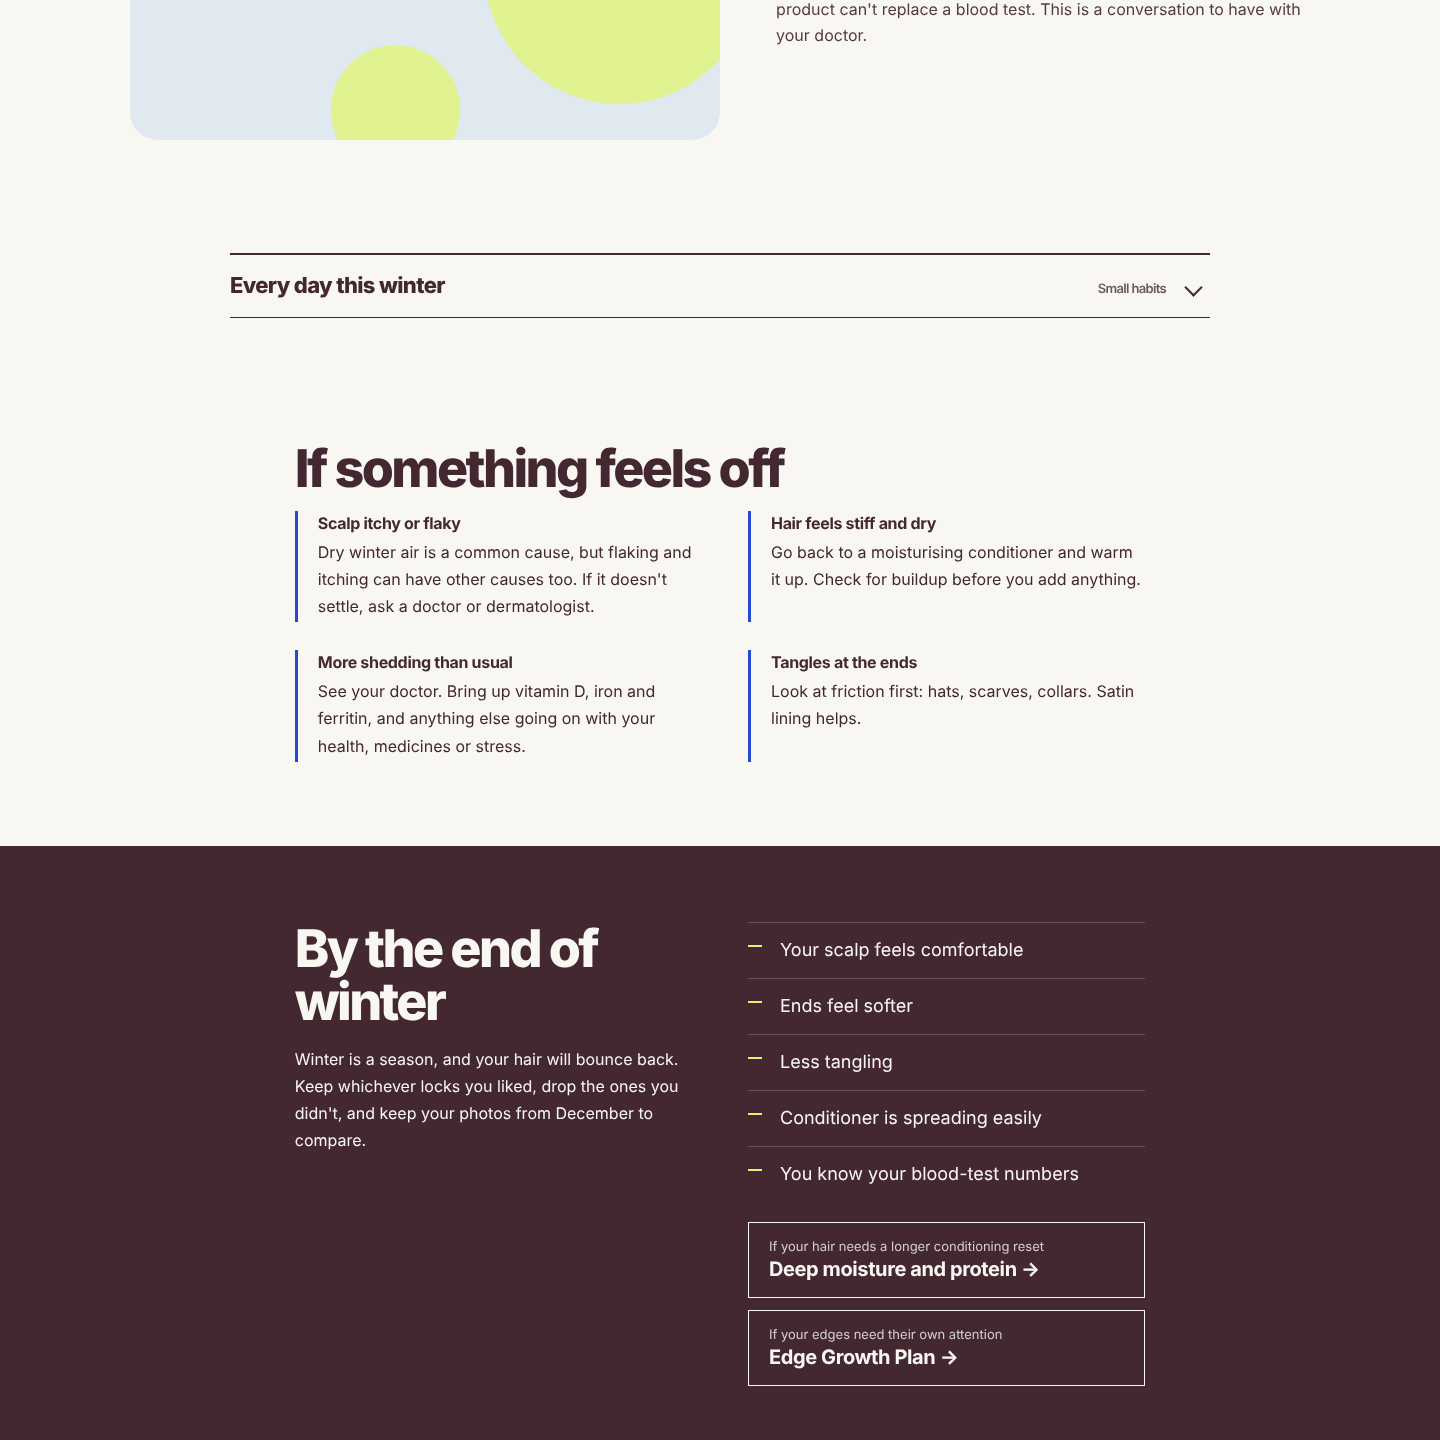 product can't replace a blood test. This is a conversation to have with
your doctor.
Every day this winter
Small habits
If something feels off
Scalp itchy or flaky
Dry winter air is a common cause, but flaking and
itching can have other causes too. If it doesn't
settle, ask a doctor or dermatologist.
Hair feels stiff and dry
Go back to a moisturising conditioner and warm
it up. Check for buildup before you add anything.
More shedding than usual
See your doctor. Bring up vitamin D, iron and
ferritin, and anything else going on with your
health, medicines or stress.
Tangles at the ends
Look at friction first: hats, scarves, collars. Satin
lining helps.
By the end of
winter
Winter is a season, and your hair will bounce back.
Keep whichever locks you liked, drop the ones you
didn't, and keep your photos from December to
compare.
Your scalp feels comfortable
Ends feel softer
Less tangling
Conditioner is spreading easily
You know your blood-test numbers
If your hair needs a longer conditioning reset
Deep moisture and protein →
If your edges need their own attention
Edge Growth Plan →